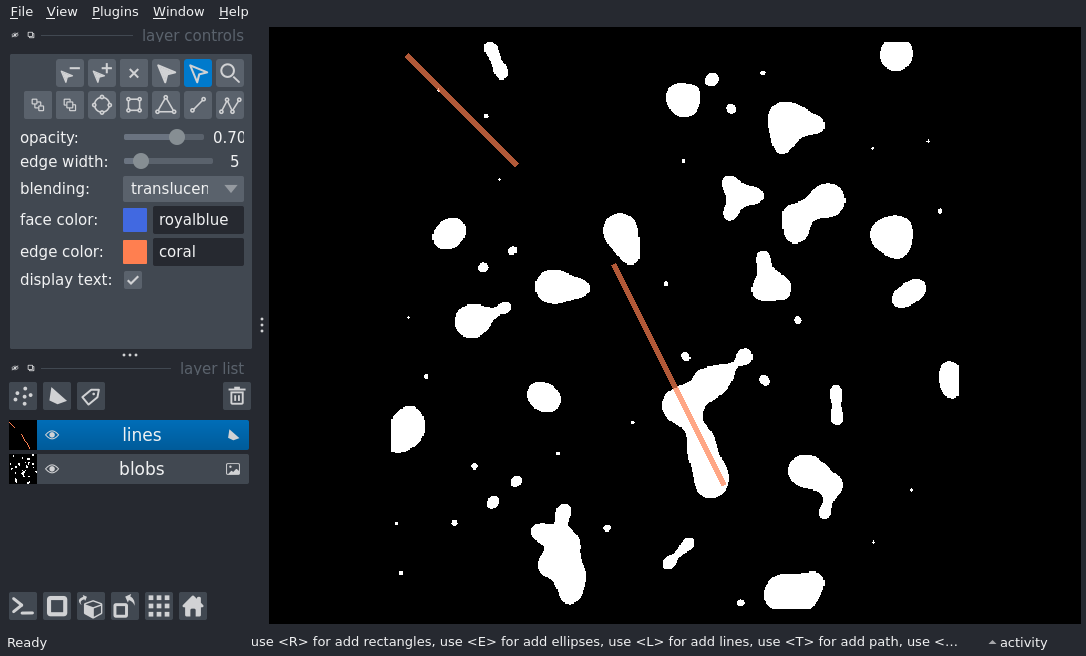 File View Plugins Window Help
layer controls
opacity: 0.70
edge width: 5
blending: translucen
face color: royalblue
edge color: coral
display text:
layer list
lines
blobs
Ready use <R> for add rectangles, use <E> for add ellipses, use <L> for add lines, use <T> for add path, use <... activity